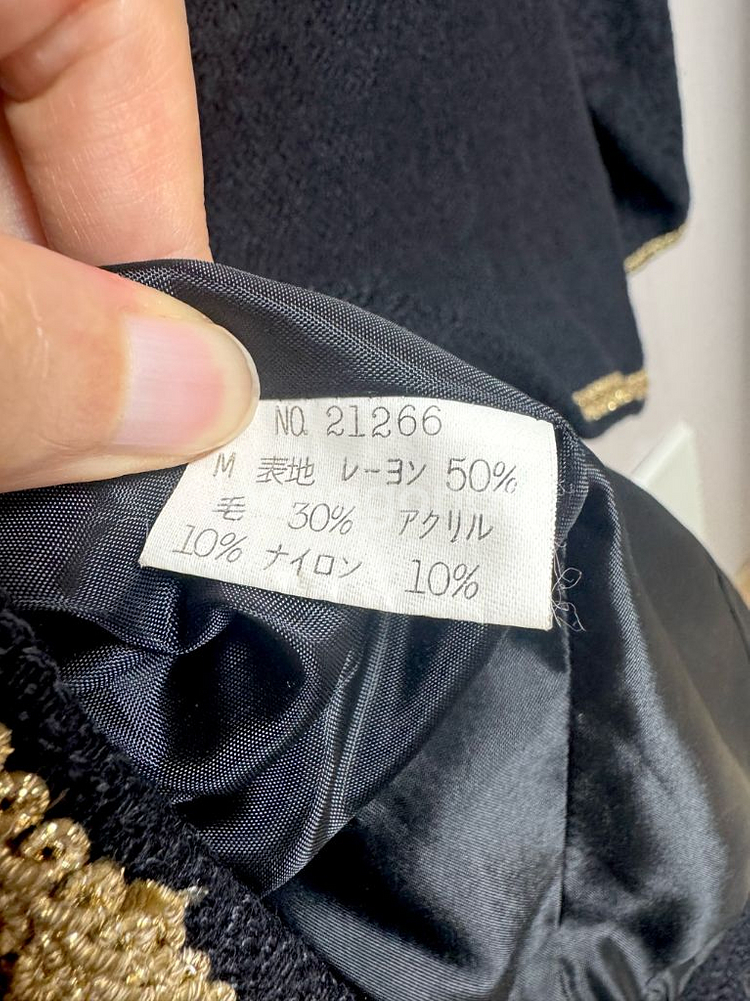 NO. 21266
M 表地 レーヨン 50%
毛 30% アクリル
10% ナイロン 10%